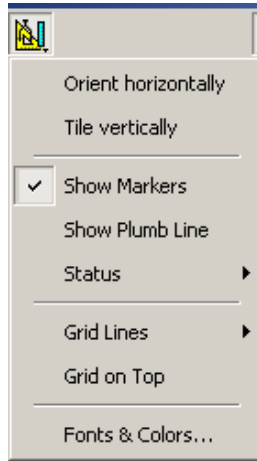 Orient horizontally
Tile vertically
Show Markers
Show Plumb Line
Status
Grid Lines
Grid on Top
Fonts & Colors...